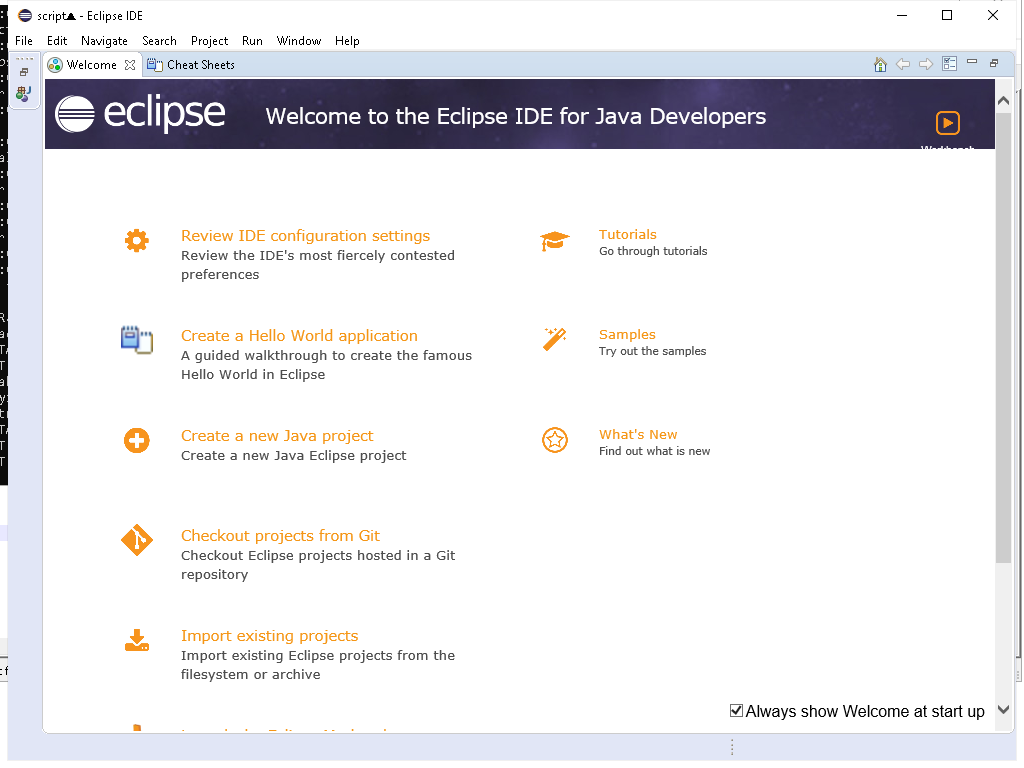 script▲ - Eclipse IDE
File Edit Navigate Search Project Run Window Help
Welcome Cheat Sheets
eclipse Welcome to the Eclipse IDE for Java Developers
Workbench
Review IDE configuration settings
Review the IDE's most fiercely contested
preferences
Tutorials
Go through tutorials
Create a Hello World application
A guided walkthrough to create the famous
Hello World in Eclipse
Samples
Try out the samples
Create a new Java project
Create a new Java Eclipse project
What's New
Find out what is new
Checkout projects from Git
Checkout Eclipse projects hosted in a Git
repository
Import existing projects
Import existing Eclipse projects from the
filesystem or archive
Always show Welcome at start up